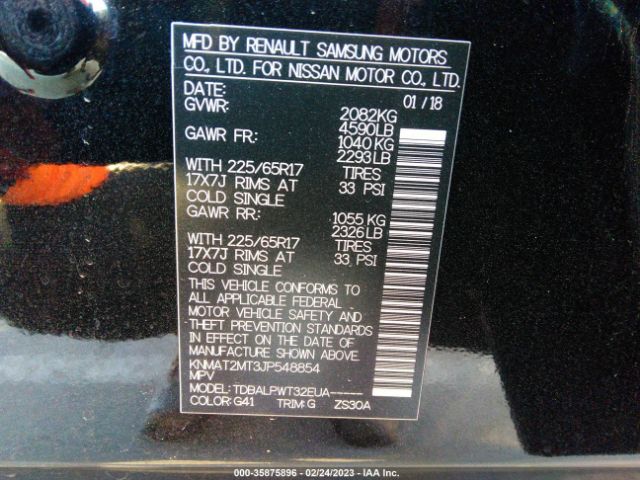 MFD BY RENAULT SAMSUNG MOTORS
CO., LTD. FOR NISSAN MOTOR CO., LTD.
DATE: 01 / 18
GVWR: 2082KG
4590LB
GAWR FR: 1040 KG
2293 LB
WITH 225/65R17 TIRES
17X7J RIMS AT 33 PSI
COLD SINGLE
GAWR RR: 1055 KG
2326 LB
WITH 225/65R17 TIRES
17X7J RIMS AT 33 PSI
COLD SINGLE
THIS VEHICLE CONFORMS TO
ALL APPLICABLE FEDERAL
MOTOR VEHICLE SAFETY AND
THEFT PREVENTION STANDARDS
IN EFFECT ON THE DATE OF
MANUFACTURE SHOWN ABOVE.
KNMAT2MT3JP548854
MPV
MODEL: TDBALPWT32EUA-----
COLOR: G41 TRIM: G ZS30A
000-35875896 - 02/24/2023 - IAA Inc.